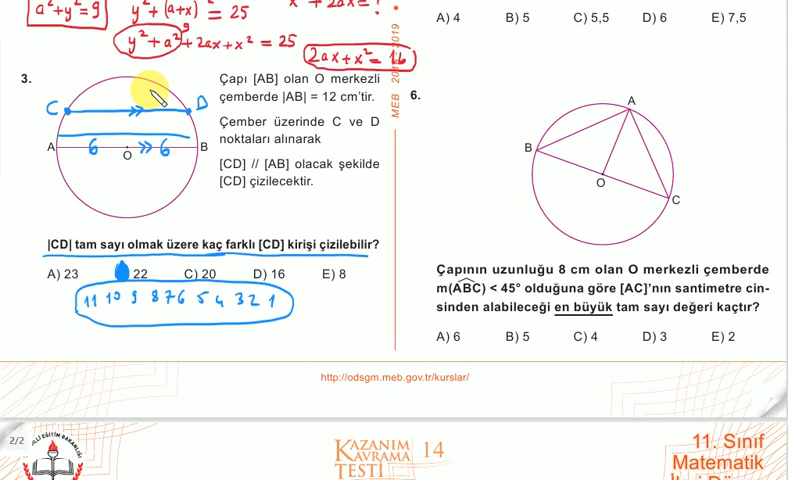 a²+y²=9
y²+(a+x)²=25
y²+a²+2ax+x²=25
9
2ax+x²=16
3.
Çapı [AB] olan O merkezli
çemberde |AB| = 12 cm'tir.
Çember üzerinde C ve D
noktaları alınarak
[CD] // [AB] olacak şekilde
[CD] çizilecektir.
C
D
A
6
O
6
B
|CD| tam sayı olmak üzere kaç farklı [CD] kirişi çizilebilir?
A) 23
22
C) 20
D) 16
E) 8
11 10 9 8 7 6 5 4 3 2 1
A) 4
B) 5
C) 5,5
D) 6
E) 7,5
6.
A
B
O
C
Çapının uzunluğu 8 cm olan O merkezli çemberde
m(ABC) < 45° olduğuna göre [AC]'nın santimetre cin-
sinden alabileceği en büyük tam sayı değeri kaçtır?
A) 6
B) 5
C) 4
D) 3
E) 2
http://odsgm.meb.gov.tr/kurslar/
2/2
KAZANIM
KAVRAMA
TESTİ
14
11. Sınıf
Matematik